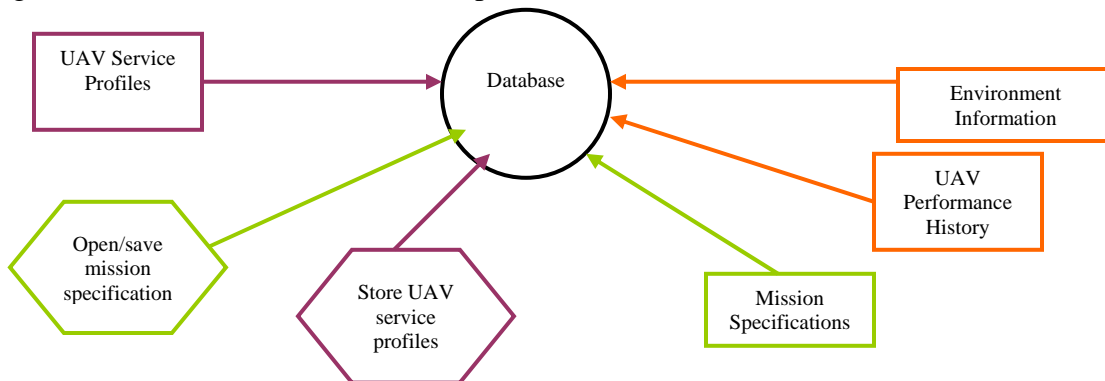 UAV Service
Profiles
Database
Environment
Information
UAV
Performance
History
Open/save
mission
specification
Store UAV
service
profiles
Mission
Specifications